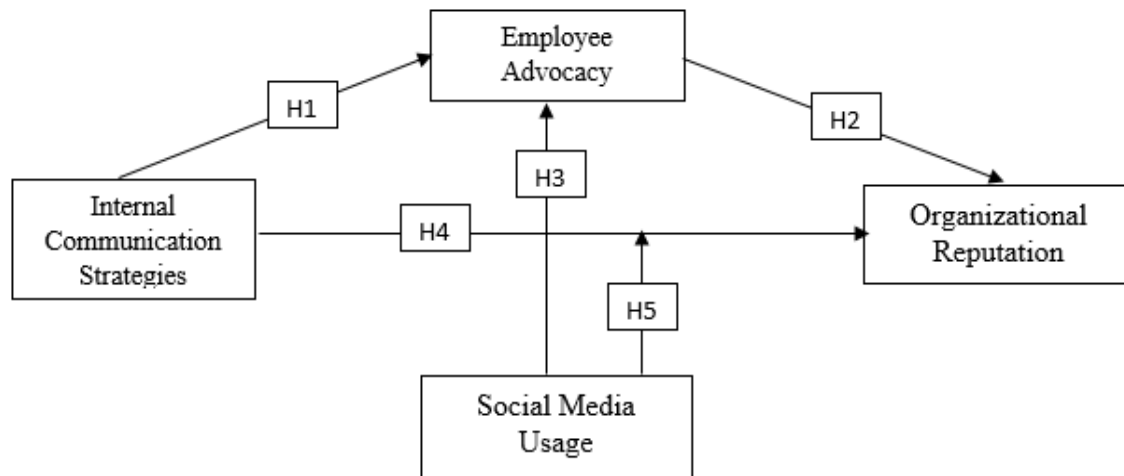 Employee
Advocacy
H1
H2
H3
Internal
Communication
Strategies
H4
Organizational
Reputation
H5
Social Media
Usage